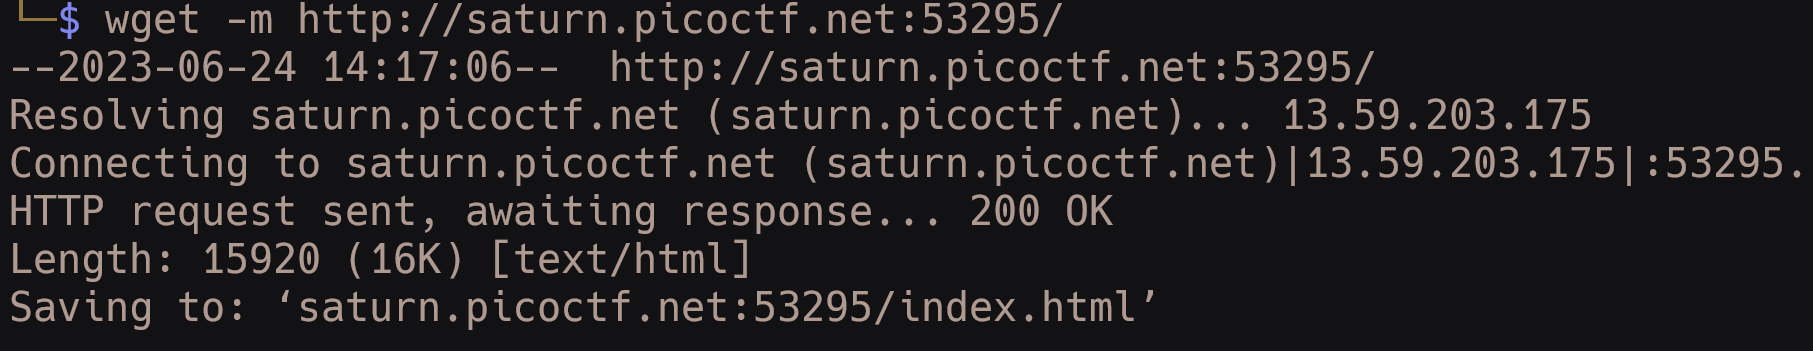 └─$ wget -m http://saturn.picoctf.net:53295/
--2023-06-24 14:17:06--  http://saturn.picoctf.net:53295/
Resolving saturn.picoctf.net (saturn.picoctf.net)... 13.59.203.175
Connecting to saturn.picoctf.net (saturn.picoctf.net)|13.59.203.175|:53295.
HTTP request sent, awaiting response... 200 OK
Length: 15920 (16K) [text/html]
Saving to: ‘saturn.picoctf.net:53295/index.html’